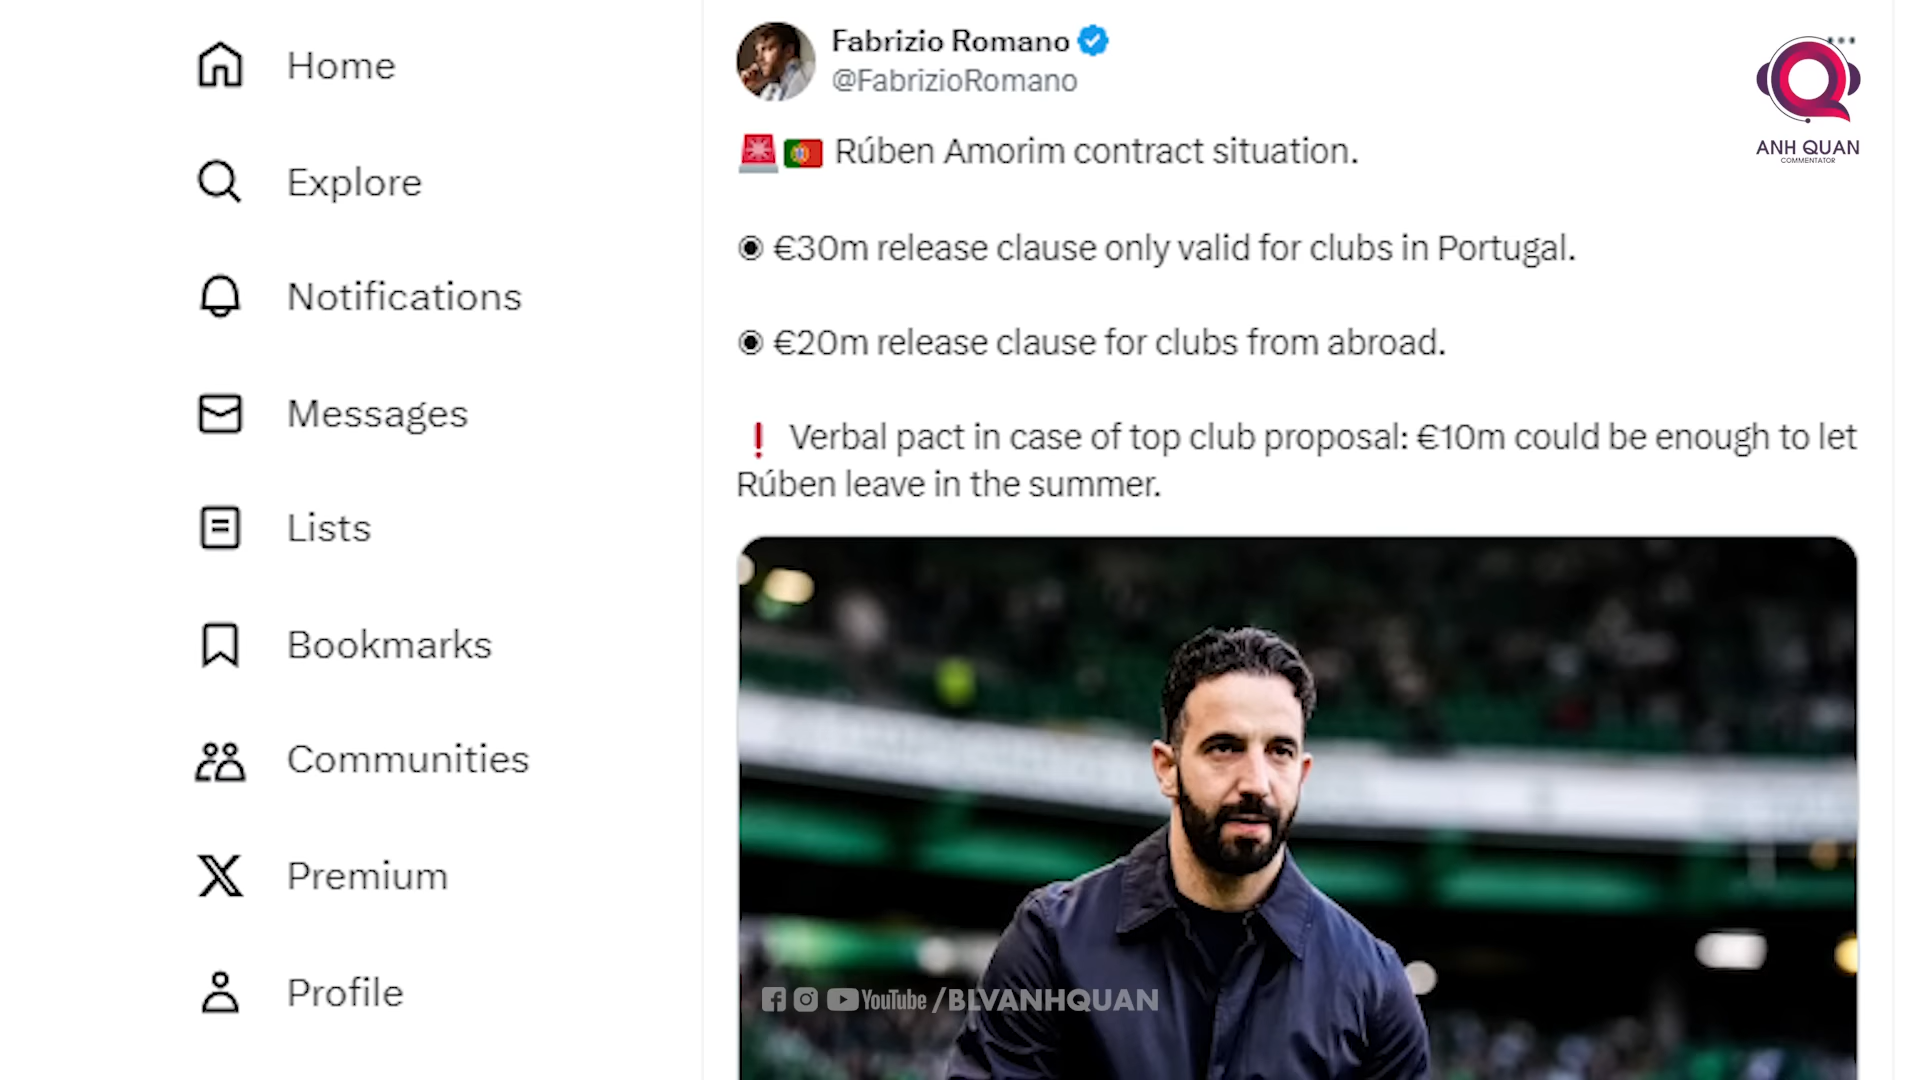 Home
Explore
Notifications
Messages
Lists
Bookmarks
Communities
Premium
Profile
Fabrizio Romano
@FabrizioRomano
Rúben Amorim contract situation.
€30m release clause only valid for clubs in Portugal.
€20m release clause for clubs from abroad.
❗ Verbal pact in case of top club proposal: €10m could be enough to let
Rúben leave in the summer.
ANH QUAN
COMMENTATOR
YouTube /BLVANHQUAN